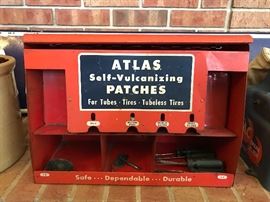 ATLAS
Self-Vulcanizing
PATCHES
For Tubes · Tires · Tubeless Tires
Safe ··· Dependable ··· Durable